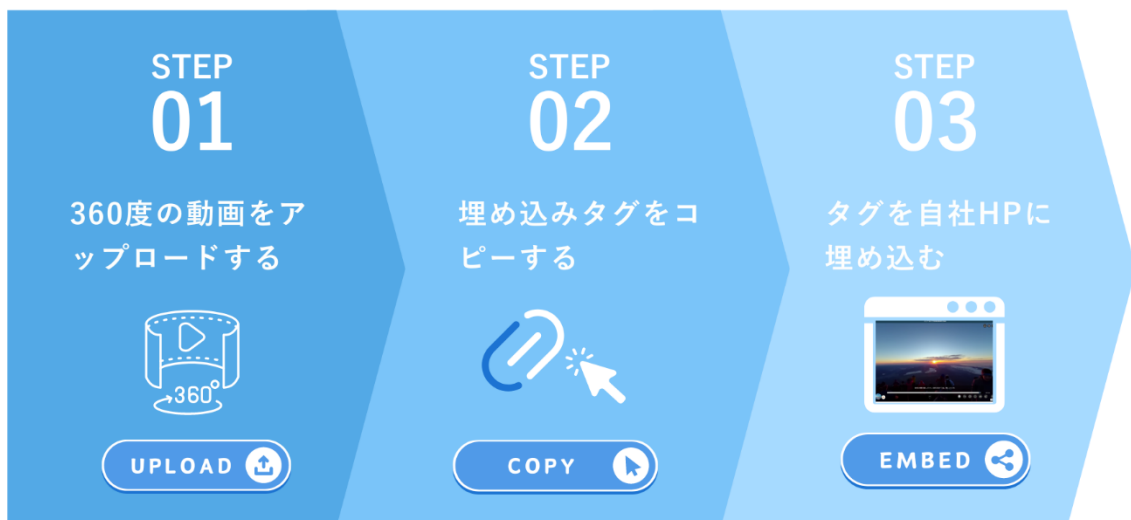 STEP
01
360度の動画をア
ップロードする
360°
UPLOAD
STEP
02
埋め込みタグをコ
ピーする
COPY
STEP
03
タグを自社HPに
埋め込む
EMBED